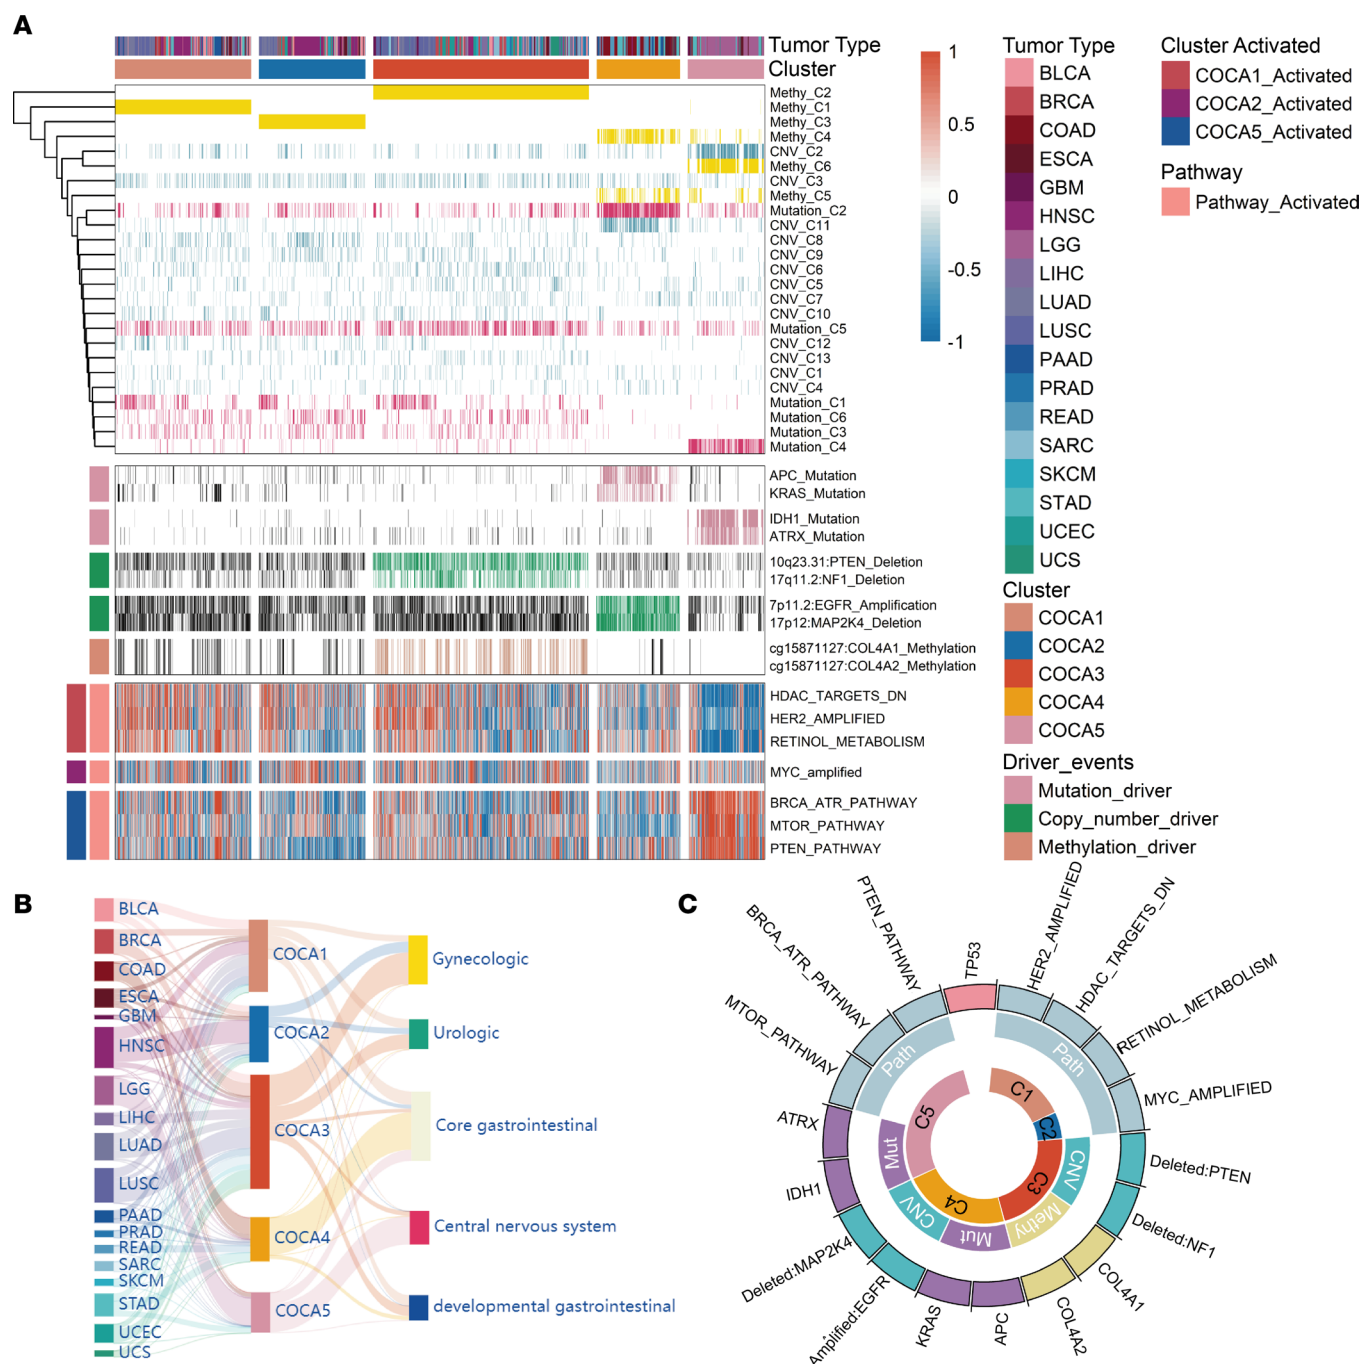 A
Tumor Type
Cluster
Methy_C2
Methy_C1
Methy_C3
Methy_C4
CNV_C2
Methy_C6
CNV_C3
Methy_C5
Mutation_C2
CNV_C11
CNV_C8
CNV_C9
CNV_C6
CNV_C5
CNV_C7
CNV_C10
Mutation_C5
CNV_C12
CNV_C13
CNV_C1
CNV_C4
Mutation_C1
Mutation_C6
Mutation_C3
Mutation_C4
APC_Mutation
KRAS_Mutation
IDH1_Mutation
ATRX_Mutation
10q23.31:PTEN_Deletion
17q11.2:NF1_Deletion
7p11.2:EGFR_Amplification
17p12:MAP2K4_Deletion
cg15871127:COL4A1_Methylation
cg15871127:COL4A2_Methylation
HDAC_TARGETS_DN
HER2_AMPLIFIED
RETINOL_METABOLISM
MYC_amplified
BRCA_ATR_PATHWAY
MTOR_PATHWAY
PTEN_PATHWAY
1
0.5
0
-0.5
-1
Tumor Type
BLCA
BRCA
COAD
ESCA
GBM
HNSC
LGG
LIHC
LUAD
LUSC
PAAD
PRAD
READ
SARC
SKCM
STAD
UCEC
UCS
Cluster
COCA1
COCA2
COCA3
COCA4
COCA5
Driver_events
Mutation_driver
Copy_number_driver
Methylation_driver
Cluster Activated
COCA1_Activated
COCA2_Activated
COCA5_Activated
Pathway
Pathway_Activated
B
BLCA
BRCA
COAD
ESCA
GBM
HNSC
LGG
LIHC
LUAD
LUSC
PAAD
PRAD
READ
SARC
SKCM
STAD
UCEC
UCS
COCA1
COCA2
COCA3
COCA4
COCA5
Gynecologic
Urologic
Core gastrointestinal
Central nervous system
developmental gastrointestinal
C
TP53
HER2_AMPLIFIED
HDAC_TARGETS_DN
RETINOL_METABOLISM
MYC_AMPLIFIED
Deleted:PTEN
Deleted:NF1
COL4A1
COL4A2
APC
KRAS
Amplified:EGFR
Deleted:MAP2K4
IDH1
ATRX
MTOR_PATHWAY
BRCA_ATR_PATHWAY
PTEN_PATHWAY
Path
Path
CNV
Methy
Mut
CNV
Mut
C1
C2
C3
C4
C5